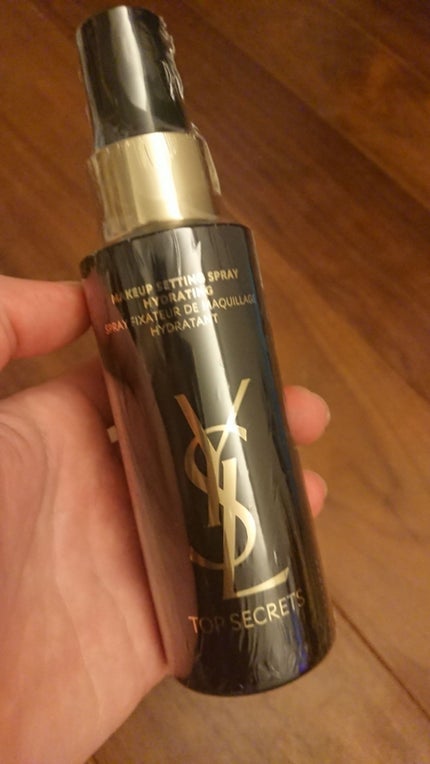 MAKEUP SETTING SPRAY
HYDRATING
SPRAY FIXATEUR DE MAQUILLAGE
HYDRATANT
YSL
TOP SECRETS